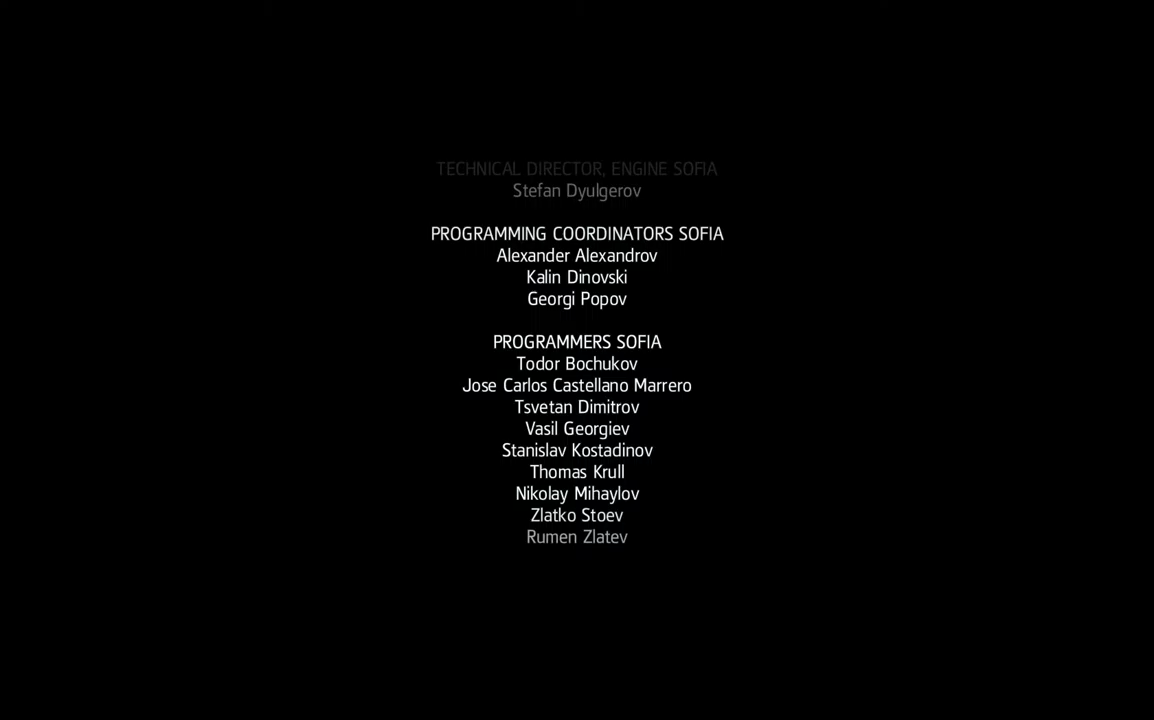 TECHNICAL DIRECTOR, ENGINE SOFIA
Stefan Dyulgerov
PROGRAMMING COORDINATORS SOFIA
Alexander Alexandrov
Kalin Dinovski
Georgi Popov
PROGRAMMERS SOFIA
Todor Bochukov
Jose Carlos Castellano Marrero
Tsvetan Dimitrov
Vasil Georgiev
Stanislav Kostadinov
Thomas Krull
Nikolay Mihaylov
Zlatko Stoev
Rumen Zlatev